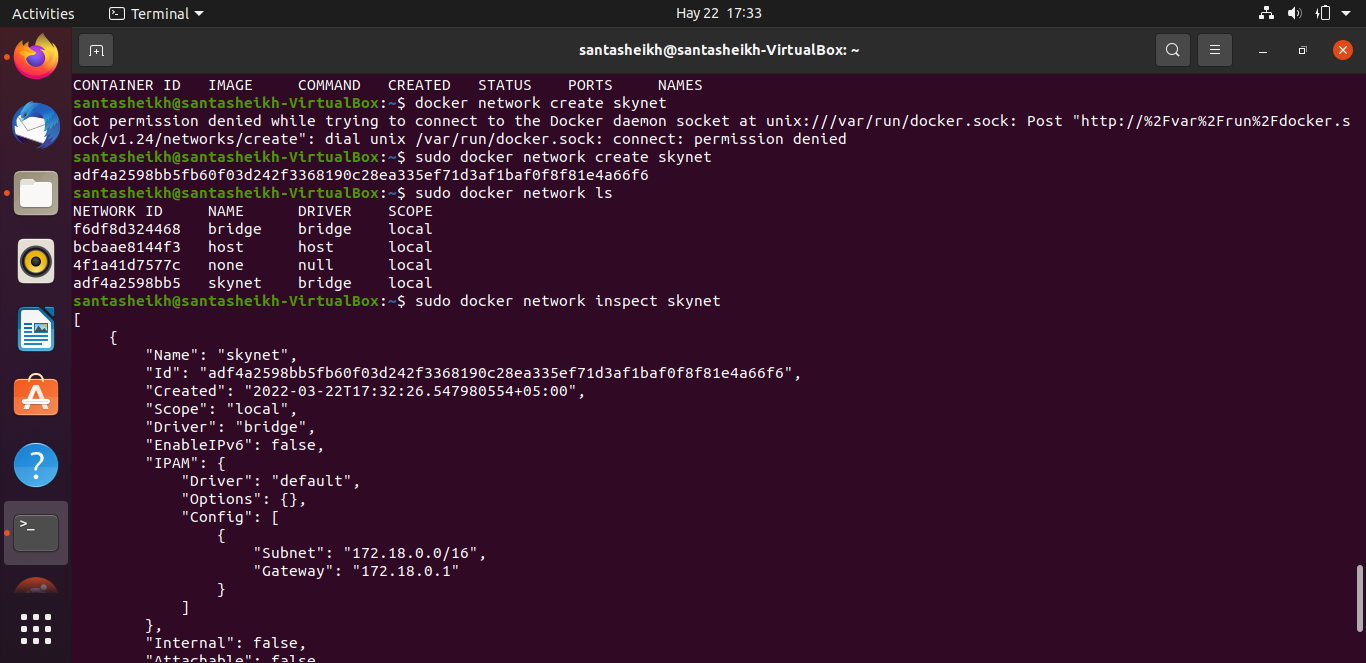 Activities
Terminal
Hay 22 17:33
santasheikh@santasheikh-VirtualBox: ~
CONTAINER ID   IMAGE     COMMAND   CREATED   STATUS    PORTS     NAMES
santasheikh@santasheikh-VirtualBox:~$ docker network create skynet
Got permission denied while trying to connect to the Docker daemon socket at unix:///var/run/docker.sock: Post "http://%2Fvar%2Frun%2Fdocker.s
ock/v1.24/networks/create": dial unix /var/run/docker.sock: connect: permission denied
santasheikh@santasheikh-VirtualBox:~$ sudo docker network create skynet
adf4a2598bb5fb60f03d242f3368190c28ea335ef71d3af1baf0f8f81e4a66f6
santasheikh@santasheikh-VirtualBox:~$ sudo docker network ls
NETWORK ID     NAME      DRIVER    SCOPE
f6df8d324468   bridge    bridge    local
bcbaae8144f3   host      host      local
4f1a41d7577c   none      null      local
adf4a2598bb5   skynet    bridge    local
santasheikh@santasheikh-VirtualBox:~$ sudo docker network inspect skynet
[
    {
        "Name": "skynet",
        "Id": "adf4a2598bb5fb60f03d242f3368190c28ea335ef71d3af1baf0f8f81e4a66f6",
        "Created": "2022-03-22T17:32:26.547980554+05:00",
        "Scope": "local",
        "Driver": "bridge",
        "EnableIPv6": false,
        "IPAM": {
            "Driver": "default",
            "Options": {},
            "Config": [
                {
                    "Subnet": "172.18.0.0/16",
                    "Gateway": "172.18.0.1"
                }
            ]
        },
        "Internal": false,
        "Attachable": false